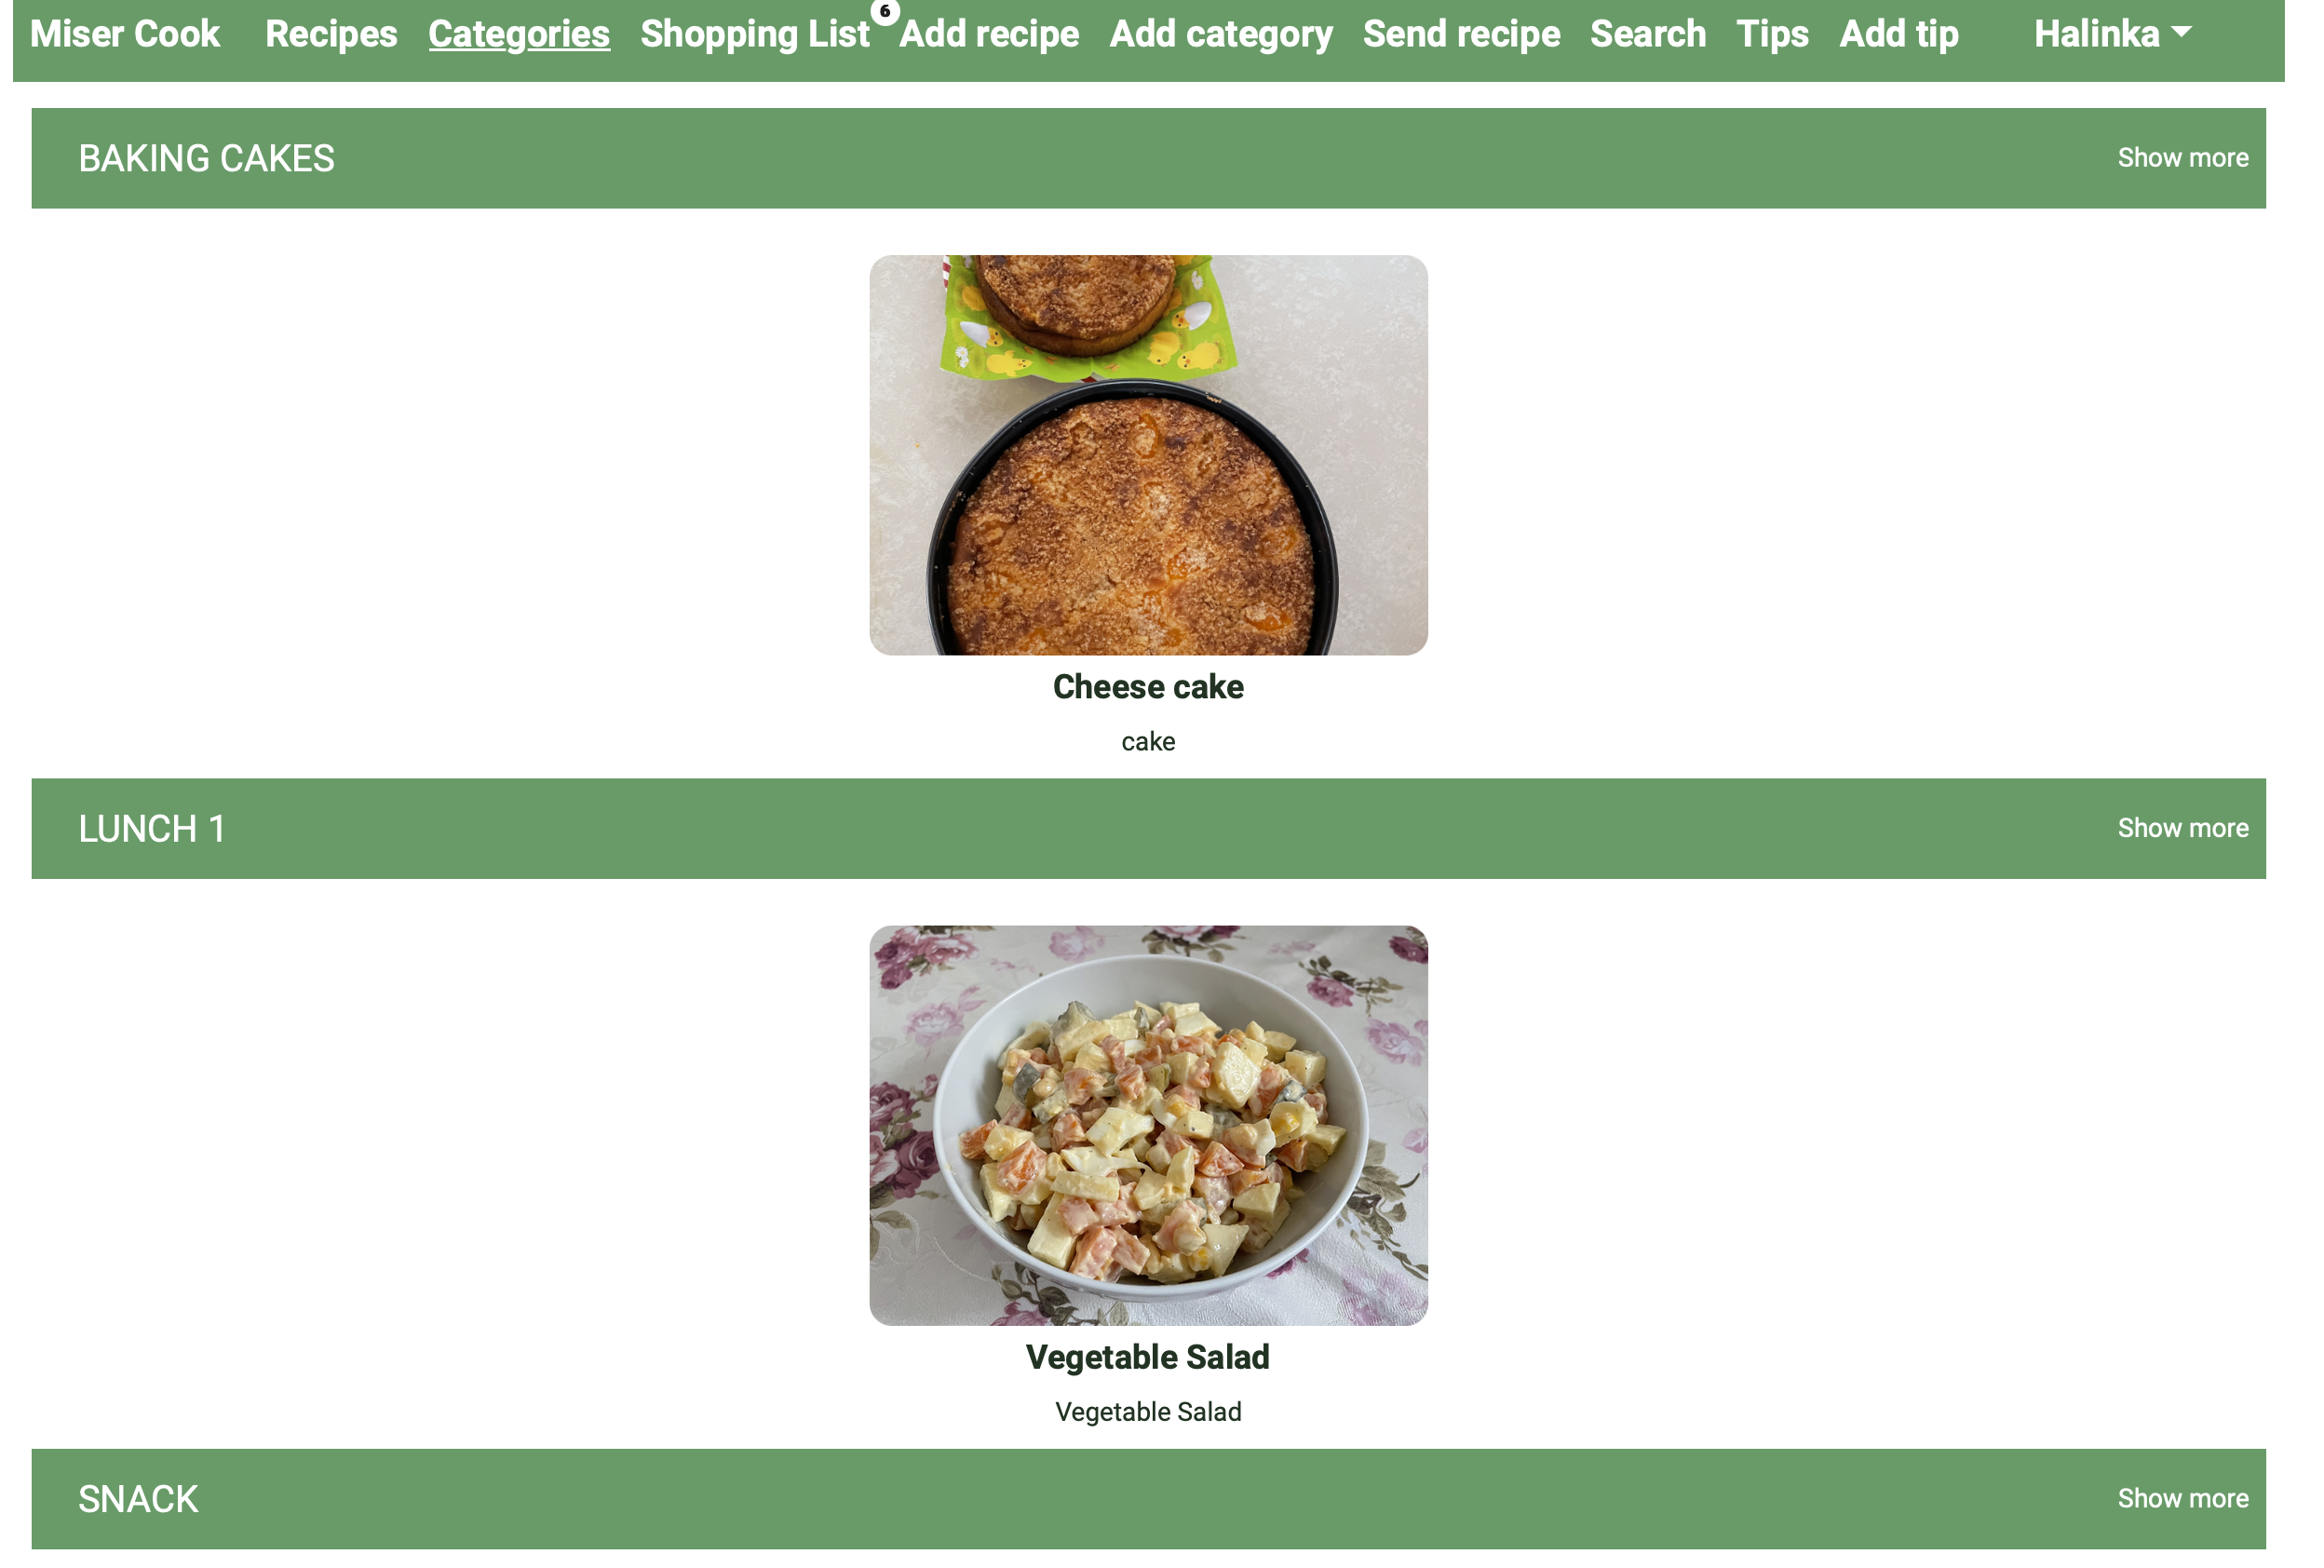 Miser Cook Recipes Categories Shopping List 6 Add recipe Add category Send recipe Search Tips Add tip Halinka
BAKING CAKES Show more
Cheese cake
cake
LUNCH 1 Show more
Vegetable Salad
Vegetable Salad
SNACK Show more